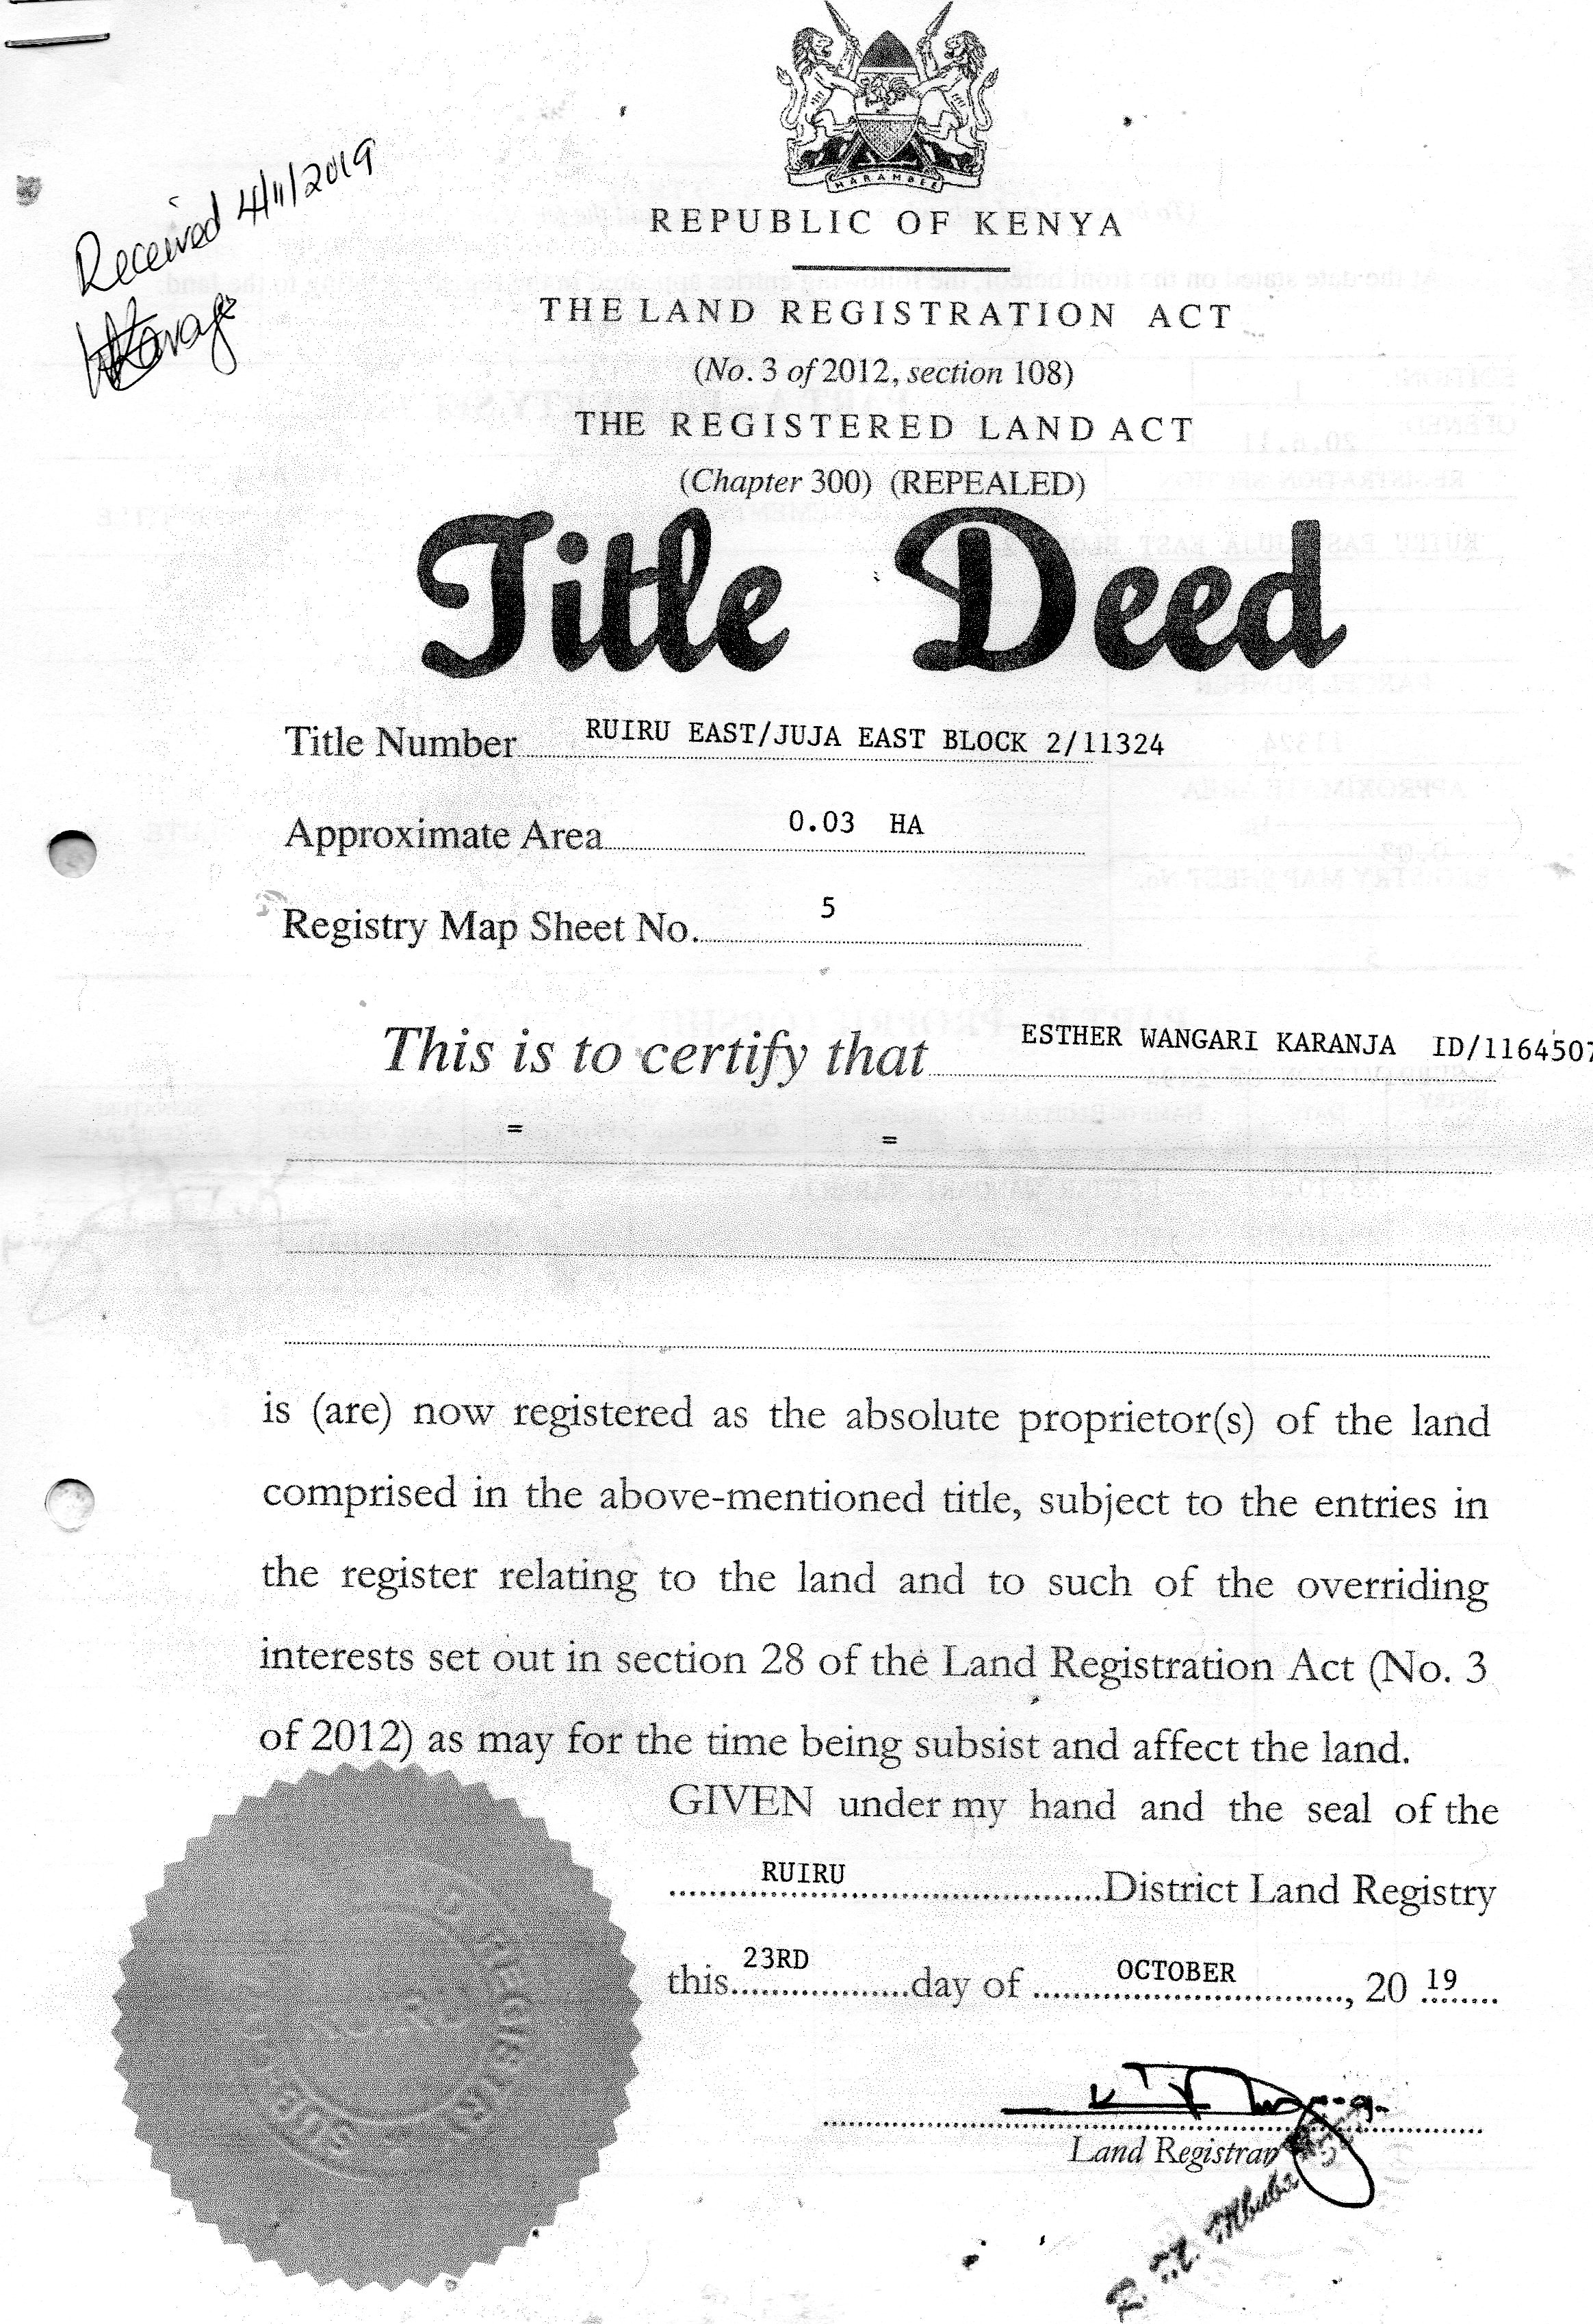 Received 4/11/2019
HARAMBEE
REPUBLIC OF KENYA
THE LAND REGISTRATION ACT
(No. 3 of 2012, section 108)
THE REGISTERED LAND ACT
(Chapter 300) (REPEALED)
Title Deed
Title Number RUIRU EAST/JUJA EAST BLOCK 2/11324
Approximate Area 0.03 HA
Registry Map Sheet No. 5
This is to certify that ESTHER WANGARI KARANJA ID/1164507
= =
is (are) now registered as the absolute proprietor(s) of the land
comprised in the above-mentioned title, subject to the entries in
the register relating to the land and to such of the overriding
interests set out in section 28 of the Land Registration Act (No. 3
of 2012) as may for the time being subsist and affect the land.
GIVEN under my hand and the seal of the
RUIRU District Land Registry
this 23RD day of OCTOBER, 20 19
Land Registrar